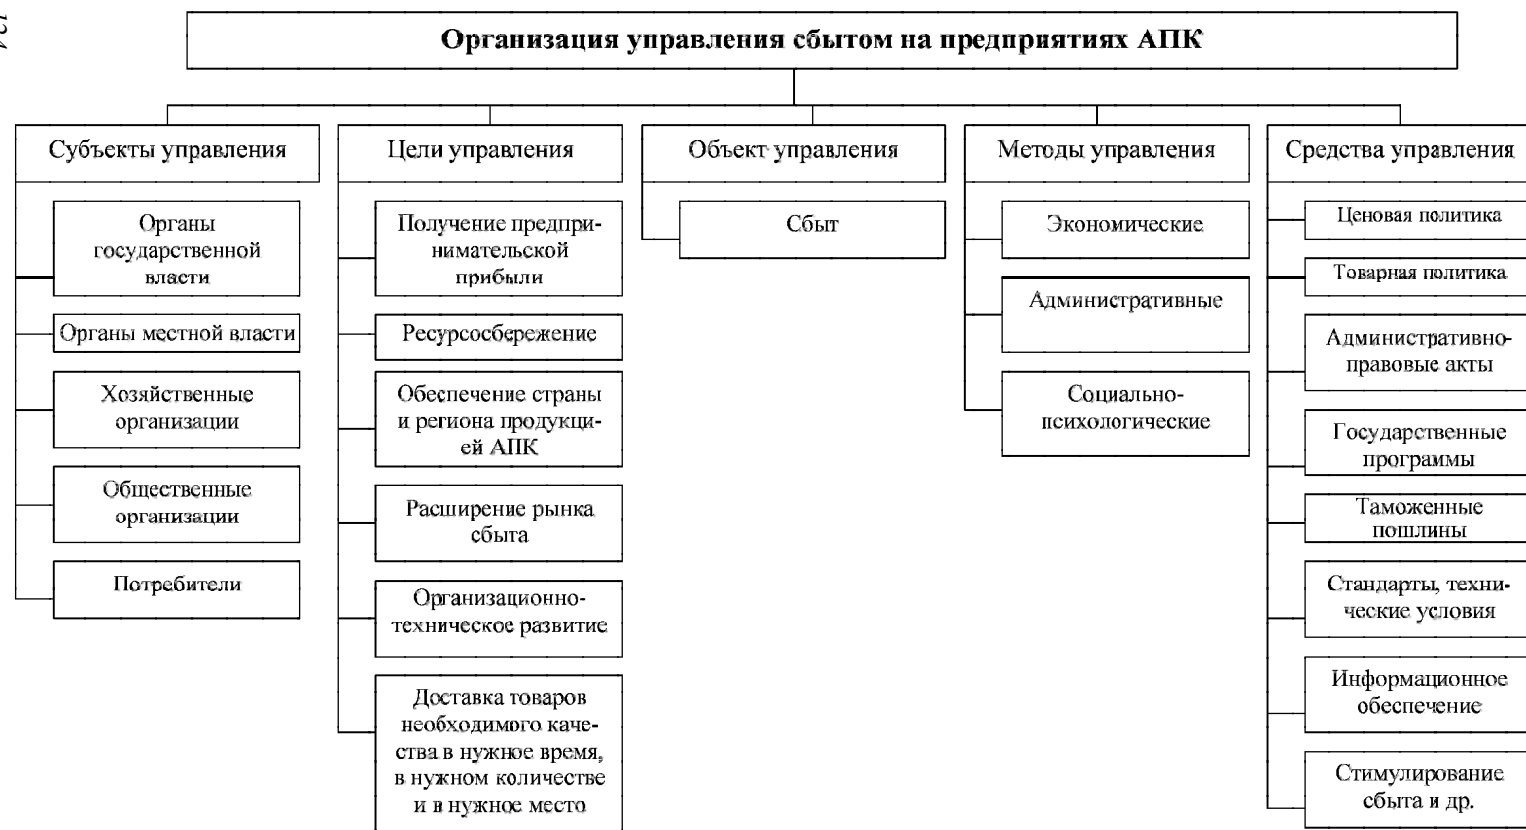 Организация управления сбытом на предприятиях АПК
Субъекты управления
Органы
государственной
власти
Органы местной власти
Хозяйственные
организации
Общественные
организации
Потребители
Цели управления
Получение предпри-
нимательской
прибыли
Ресурсосбережение
Обеспечение страны
и региона продукци-
ей АПК
Расширение рынка
сбыта
Организационно-
техническое развитие
Доставка товаров
необходимого каче-
ства в нужное время,
в нужном количестве
и в нужное место
Объект управления
Сбыт
Методы управления
Экономические
Административные
Социально-
психологические
Средства управления
Ценовая политика
Товарная политика
Административно-
правовые акты
Государственные
программы
Таможенные
пошлины
Стандарты, техни-
ческие условия
Информационное
обеспечение
Стимулирование
сбыта и др.